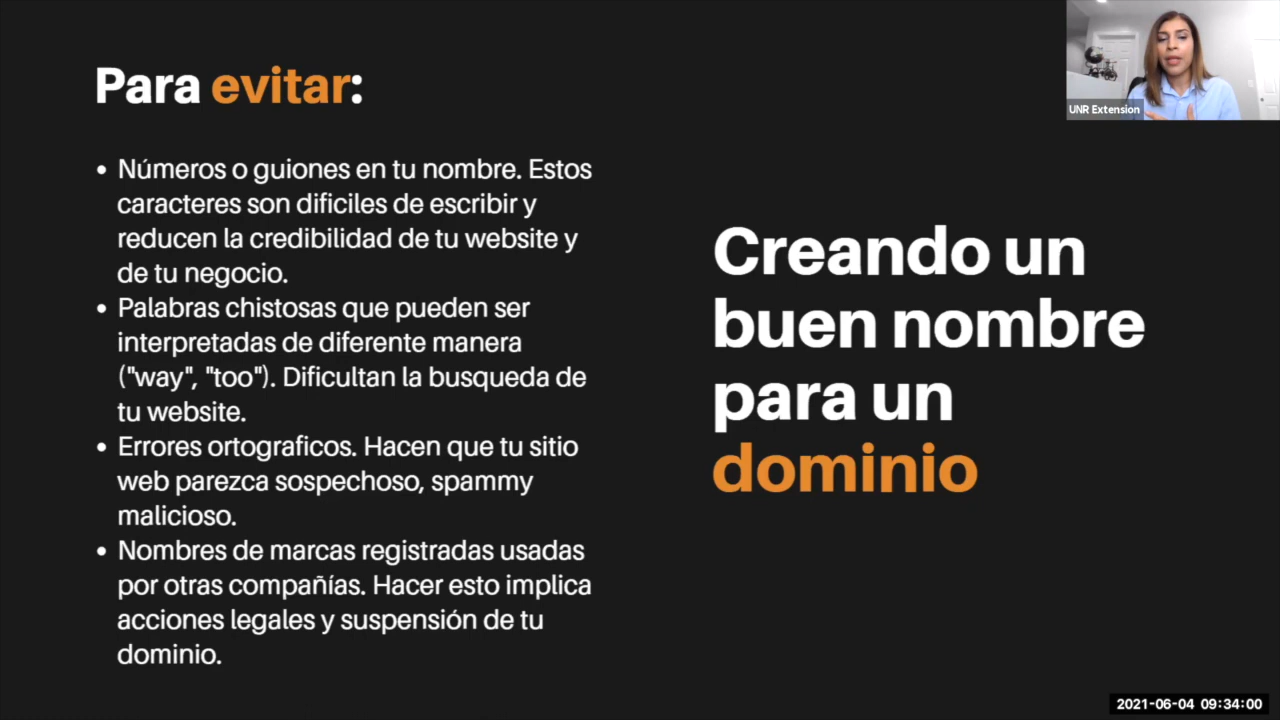 Para evitar:
• Números o guiones en tu nombre. Estos
caracteres son dificiles de escribir y
reducen la credibilidad de tu website y
de tu negocio.
• Palabras chistosas que pueden ser
interpretadas de diferente manera
("way", "too"). Dificultan la busqueda de
tu website.
• Errores ortograficos. Hacen que tu sitio
web parezca sospechoso, spammy
malicioso.
• Nombres de marcas registradas usadas
por otras compañías. Hacer esto implica
acciones legales y suspensión de tu
dominio.
Creando un
buen nombre
para un
dominio
UNR Extension
2021-06-04 09:34:00